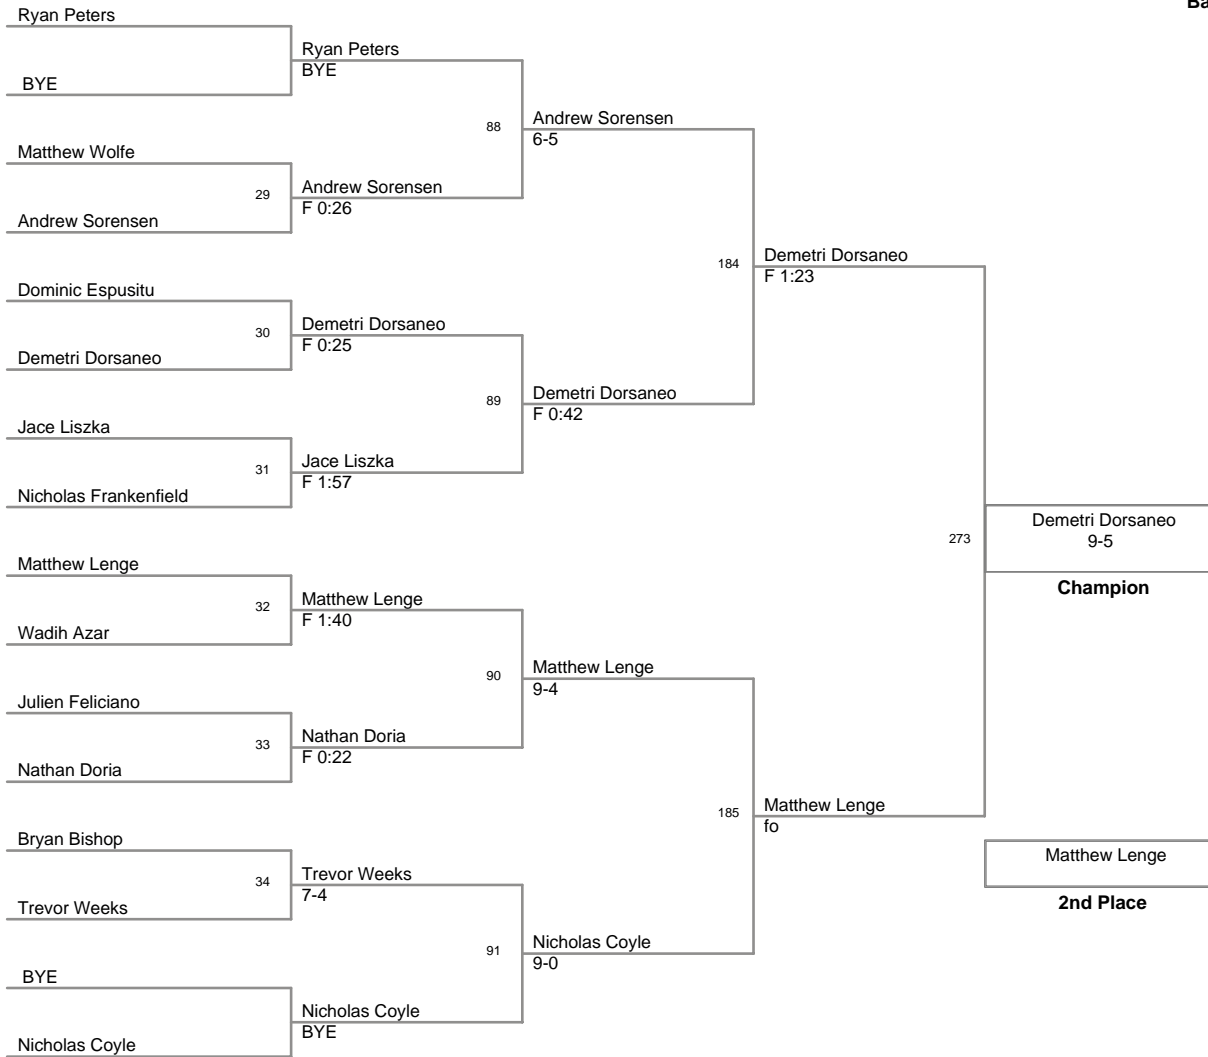 Ryan Peters
BYE
Matthew Wolfe
29
Andrew Sorensen
Dominic Espusitu
30
Demetri Dorsaneo
Jace Liszka
31
Nicholas Frankenfield
Matthew Lenge
32
Wadih Azar
Julien Feliciano
33
Nathan Doria
Bryan Bishop
34
Trevor Weeks
BYE
Nicholas Coyle
Ryan Peters
BYE
88
Andrew Sorensen
F 0:26
Demetri Dorsaneo
F 0:25
89
Jace Liszka
F 1:57
Matthew Lenge
F 1:40
90
Nathan Doria
F 0:22
Trevor Weeks
7-4
91
Nicholas Coyle
BYE
Andrew Sorensen
6-5
184
Demetri Dorsaneo
F 0:42
Matthew Lenge
9-4
185
Nicholas Coyle
9-0
Demetri Dorsaneo
F 1:23
273
Matthew Lenge
fo
Demetri Dorsaneo
9-5
Champion
Matthew Lenge
2nd Place